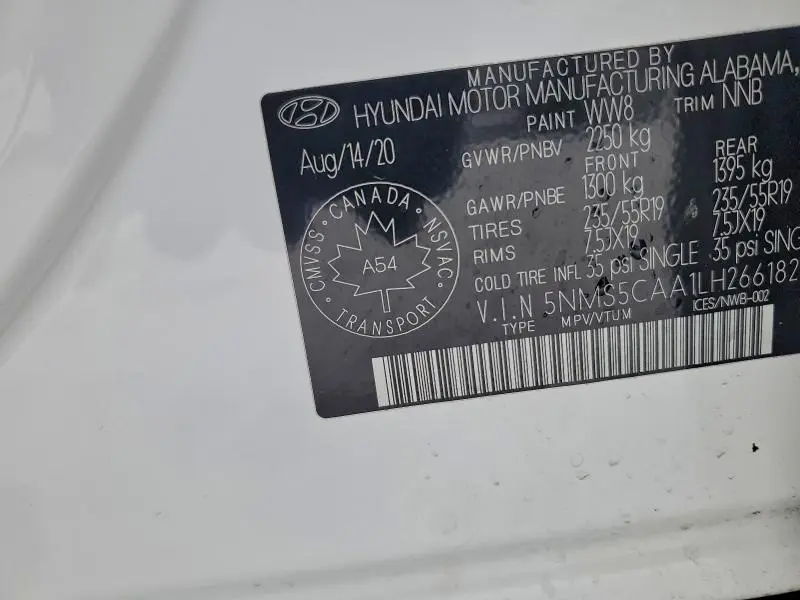 MANUFACTURED BY
HYUNDAI MOTOR MANUFACTURING ALABAMA,
PAINT WW8 TRIM NNB
Aug/14/20
GVWR/PNBV 2250 kg
FRONT REAR
GAWR/PNBE 1300 kg 1395 kg
TIRES 235/55R19 235/55R19
RIMS 7.5JX19 7.5JX19
COLD TIRE INFL 35 psi SINGLE 35 psi SING
V.I.N 5NMS5CAA1LH266182
TYPE MPV/VTUM ICES/NWB-002
CANADA
CMVSS NSVAC
A54
TRANSPORT